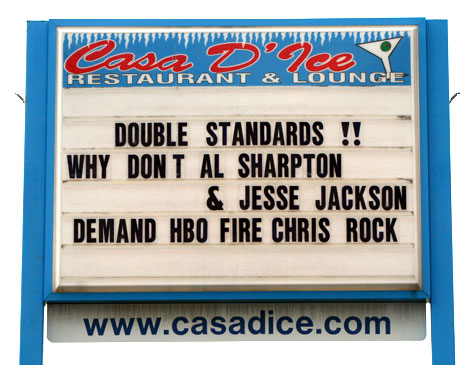 Casa D'Ice
RESTAURANT & LOUNGE
DOUBLE STANDARDS !!
WHY DON T AL SHARPTON
& JESSE JACKSON
DEMAND HBO FIRE CHRIS ROCK
www.casadice.com